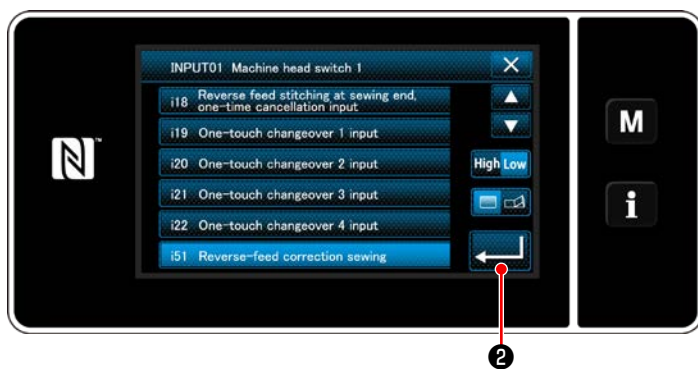 INPUT01 Machine head switch 1
i18 Reverse feed stitching at sewing end,
one-time cancellation input
i19 One-touch changeover 1 input
i20 One-touch changeover 2 input
High Low
i21 One-touch changeover 3 input
i22 One-touch changeover 4 input
i51 Reverse-feed correction sewing
N™
M
i
❷